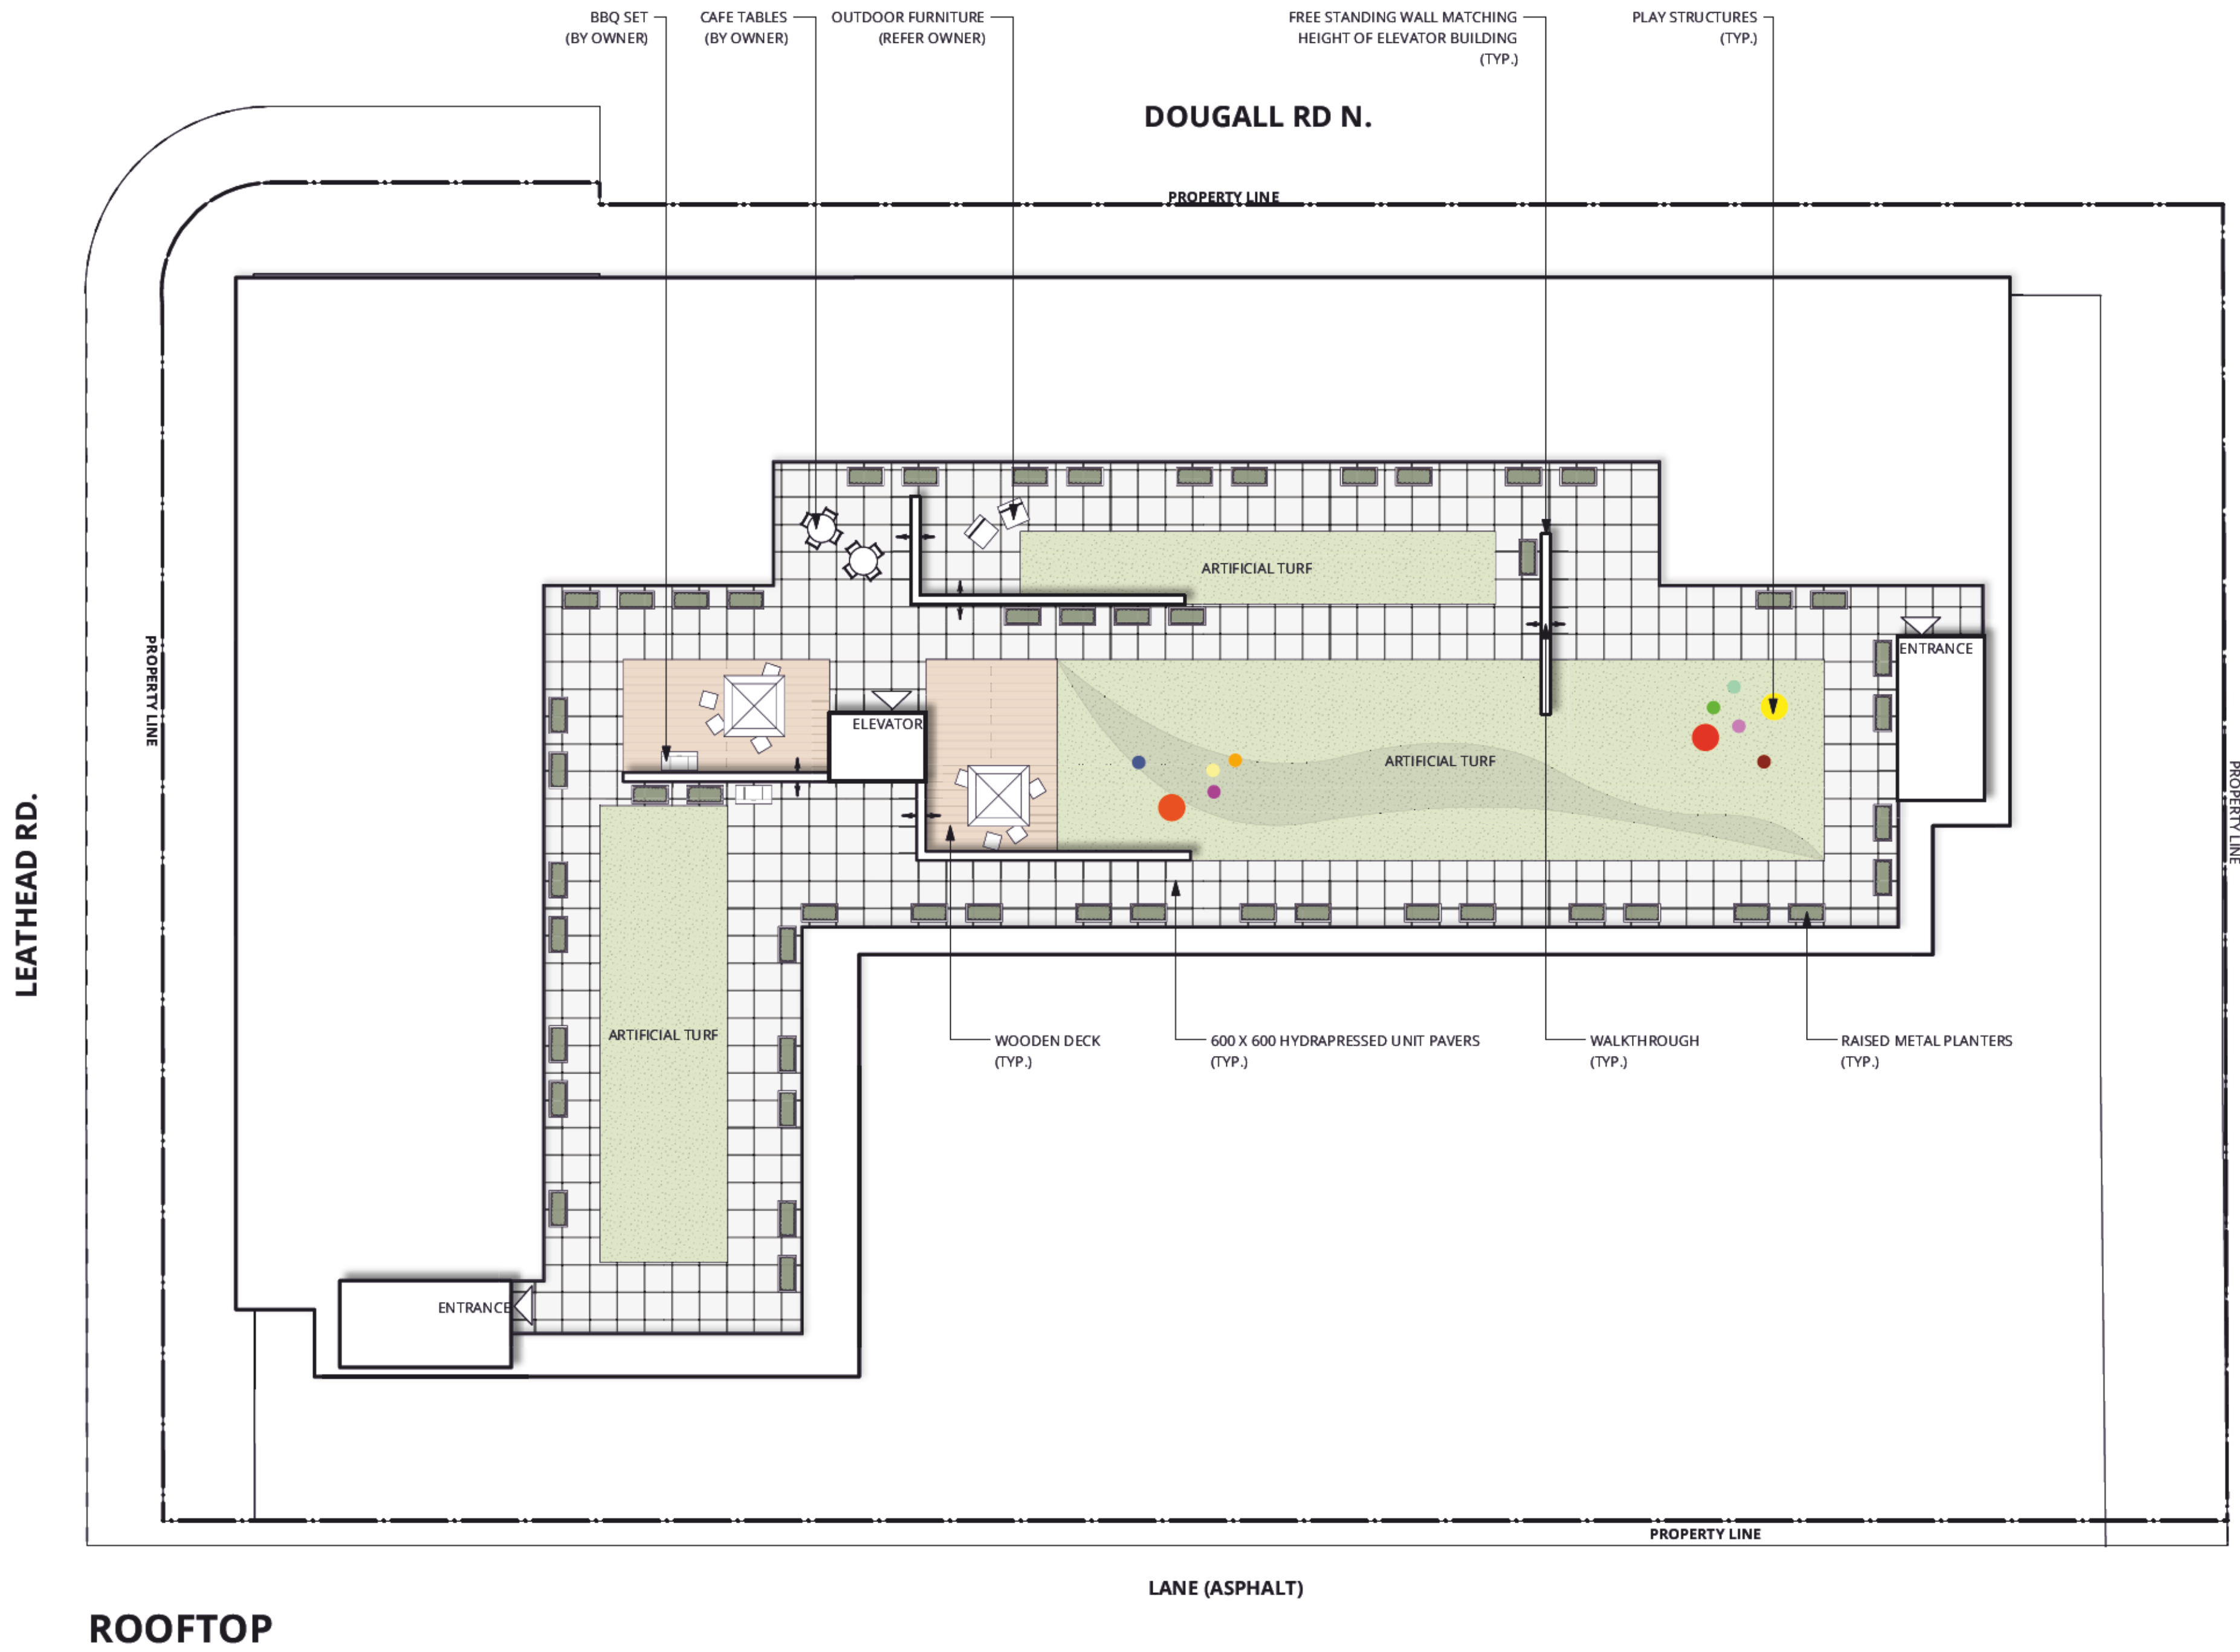 BBQ SET
(BY OWNER)
CAFE TABLES
(BY OWNER)
OUTDOOR FURNITURE
(REFER OWNER)
FREE STANDING WALL MATCHING
HEIGHT OF ELEVATOR BUILDING
(TYP.)
PLAY STRUCTURES
(TYP.)
DOUGALL RD N.
PROPERTY LINE
ARTIFICIAL TURF
PROPERTY LINE
ENTRANCE
ELEVATOR
ARTIFICIAL TURF
PROPERTY LINE
LEATHEAD RD.
ARTIFICIAL TURF
WOODEN DECK
(TYP.)
600 X 600 HYDRAPRESSED UNIT PAVERS
(TYP.)
WALKTHROUGH
(TYP.)
RAISED METAL PLANTERS
(TYP.)
ENTRANCE
PROPERTY LINE
LANE (ASPHALT)
ROOFTOP